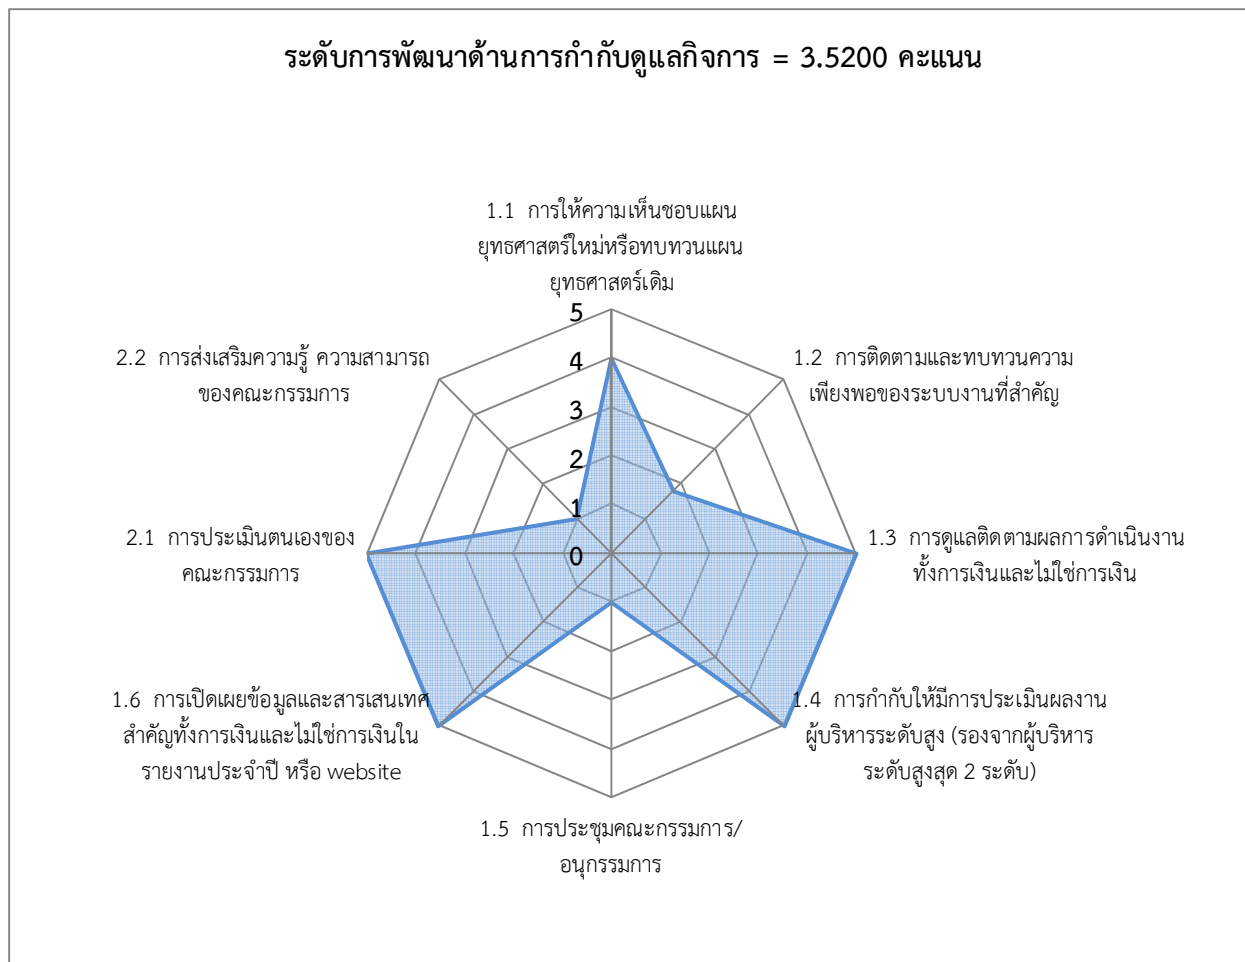 ระดับการพัฒนาด้านการกำกับดูแลกิจการ = 3.5200 คะแนน
1.1 การให้ความเห็นชอบแผน
ยุทธศาสตร์ใหม่หรือทบทวนแผน
ยุทธศาสตร์เดิม
5
4
3
2
1
0
1.2 การติดตามและทบทวนความ
เพียงพอของระบบงานที่สำคัญ
1.3 การดูแลติดตามผลการดำเนินงาน
ทั้งการเงินและไม่ใช่การเงิน
1.4 การกำกับให้มีการประเมินผลงาน
ผู้บริหารระดับสูง (รองจากผู้บริหาร
ระดับสูงสุด 2 ระดับ)
1.5 การประชุมคณะกรรมการ/
อนุกรรมการ
1.6 การเปิดเผยข้อมูลและสารเสนเทศ
สำคัญทั้งการเงินและไม่ใช่การเงินใน
รายงานประจำปี หรือ website
2.1 การประเมินตนเองของ
คณะกรรมการ
2.2 การส่งเสริมความรู้ ความสามารถ
ของคณะกรรมการ